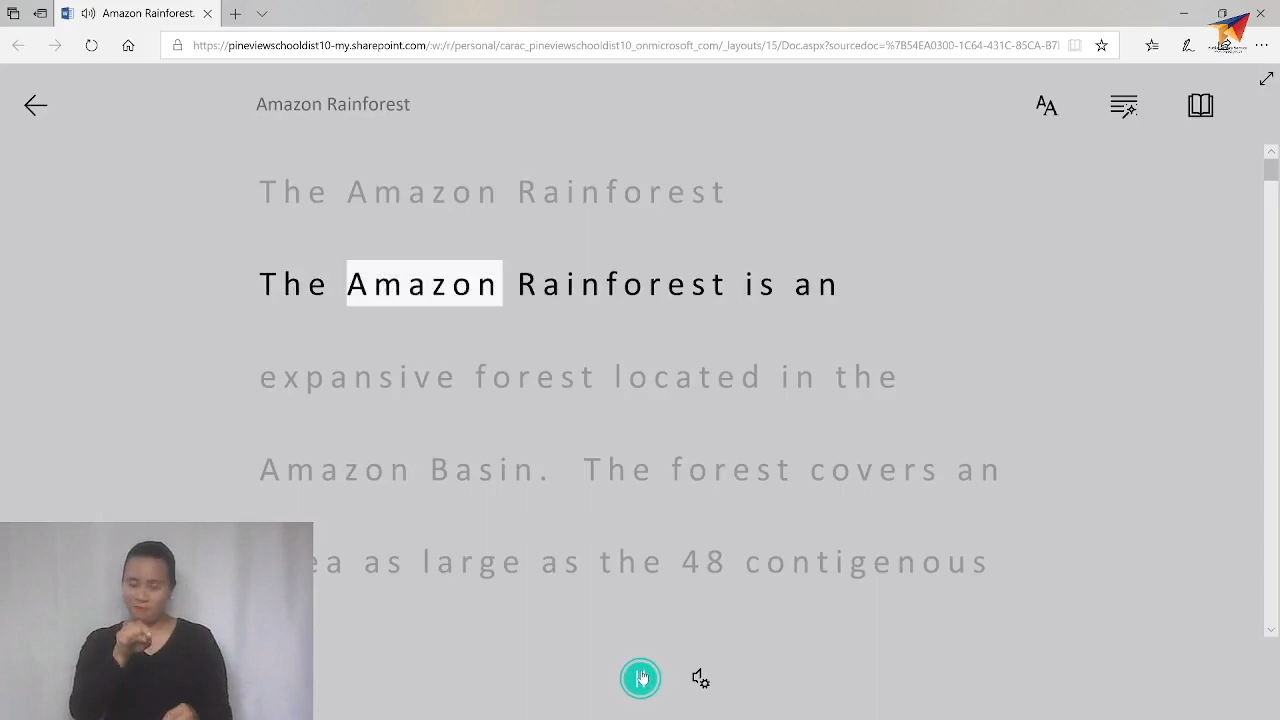 Amazon Rainforest
https://pineviewschooldist10-my.sharepoint.com/:w:/r/personal/carac_pineviewschooldist10_onmicrosoft_com/_layouts/15/Doc.aspx?sourcedoc=%7B54EA0300-1C64-431C-85CA-B7
Amazon Rainforest
The Amazon Rainforest
The Amazon Rainforest is an
expansive forest located in the
Amazon Basin. The forest covers an
ea as large as the 48 contigenous